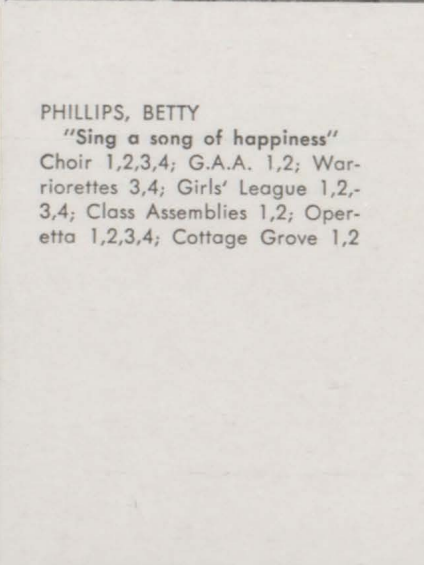 PHILLIPS, BETTY
"Sing a song of happiness"
Choir 1,2,3,4; G.A.A. 1,2; War-
riorettes 3,4; Girls' League 1,2,-
3,4; Class Assemblies 1,2; Oper-
etta 1,2,3,4; Cottage Grove 1,2